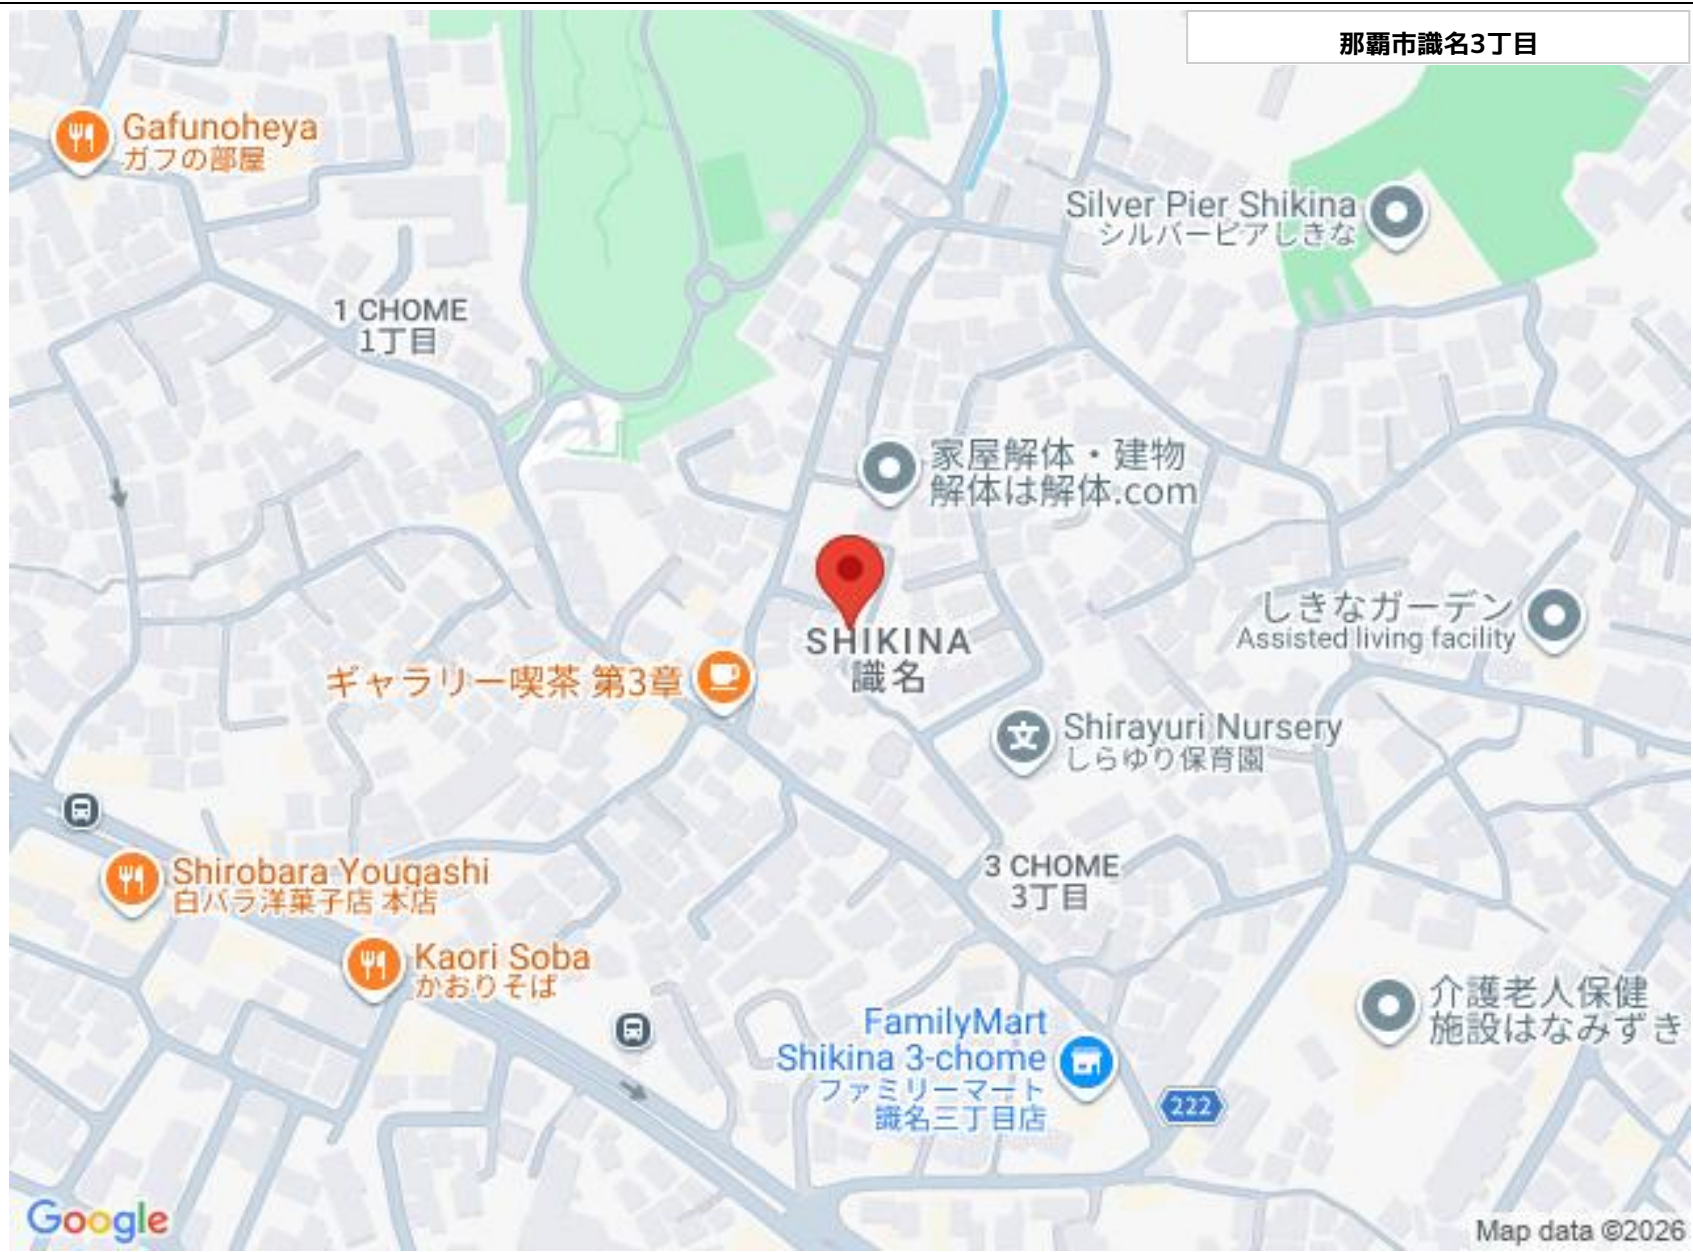 那覇市識名3丁目
Gafunoheya
ガフの部屋
Silver Pier Shikina
シルバーピアしきな
1 CHOME
1丁目
家屋解体・建物
解体は解体.com
しきなガーデン
Assisted living facility
SHIKINA
識名
ギャラリー喫茶 第3章
Shirayuri Nursery
しらゆり保育園
3 CHOME
3丁目
Shirobara Yougashi
白バラ洋菓子店 本店
Kaori Soba
かおりそば
介護老人保健
施設はなみずき
FamilyMart
Shikina 3-chome
ファミリーマート
識名三丁目店
222
Google
Map data ©2026